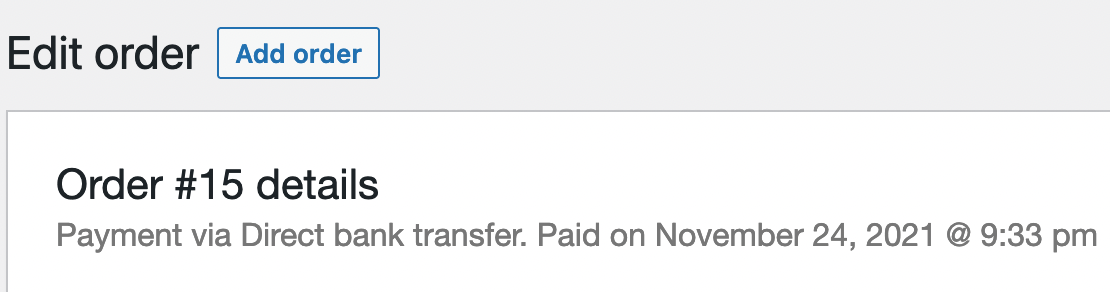 Edit order Add order
Order #15 details
Payment via Direct bank transfer. Paid on November 24, 2021 @ 9:33 pm